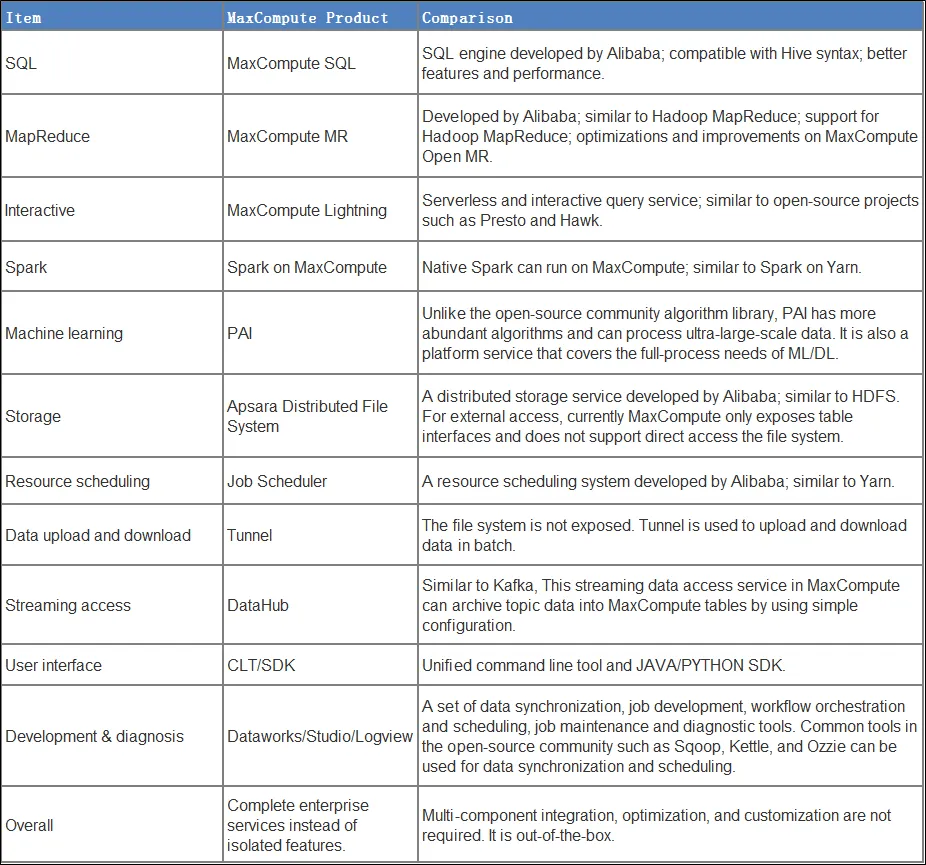 Item
MaxCompute Product
Comparison
SQL
MaxCompute SQL
SQL engine developed by Alibaba; compatible with Hive syntax; better
features and performance.
MapReduce
MaxCompute MR
Developed by Alibaba; similar to Hadoop MapReduce; support for
Hadoop MapReduce; optimizations and improvements on MaxCompute
Open MR.
Interactive
MaxCompute Lightning
Serverless and interactive query service; similar to open-source projects
such as Presto and Hawk.
Spark
Spark on MaxCompute
Native Spark can run on MaxCompute; similar to Spark on Yarn.
Machine learning
PAI
Unlike the open-source community algorithm library, PAI has more
abundant algorithms and can process ultra-large-scale data. It is also a
platform service that covers the full-process needs of ML/DL.
Storage
Apsara Distributed File
System
A distributed storage service developed by Alibaba; similar to HDFS.
For external access, currently MaxCompute only exposes table
interfaces and does not support direct access the file system.
Resource scheduling
Job Scheduler
A resource scheduling system developed by Alibaba; similar to Yarn.
Data upload and download
Tunnel
The file system is not exposed. Tunnel is used to upload and download
data in batch.
Streaming access
DataHub
Similar to Kafka, This streaming data access service in MaxCompute
can archive topic data into MaxCompute tables by using simple
configuration.
User interface
CLT/SDK
Unified command line tool and JAVA/PYTHON SDK.
Development & diagnosis
Dataworks/Studio/Logview
A set of data synchronization, job development, workflow orchestration
and scheduling, job maintenance and diagnostic tools. Common tools in
the open-source community such as Sqoop, Kettle, and Ozzie can be
used for data synchronization and scheduling.
Overall
Complete enterprise
services instead of
isolated features.
Multi-component integration, optimization, and customization are not
required. It is out-of-the-box.